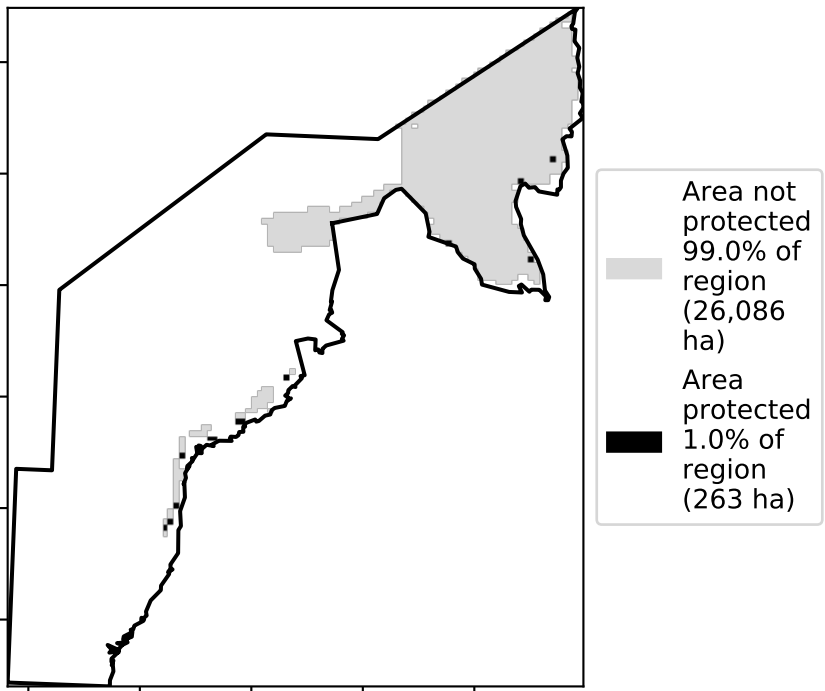 Area not
protected
99.0% of
region
(26,086
ha)
Area
protected
1.0% of
region
(263 ha)